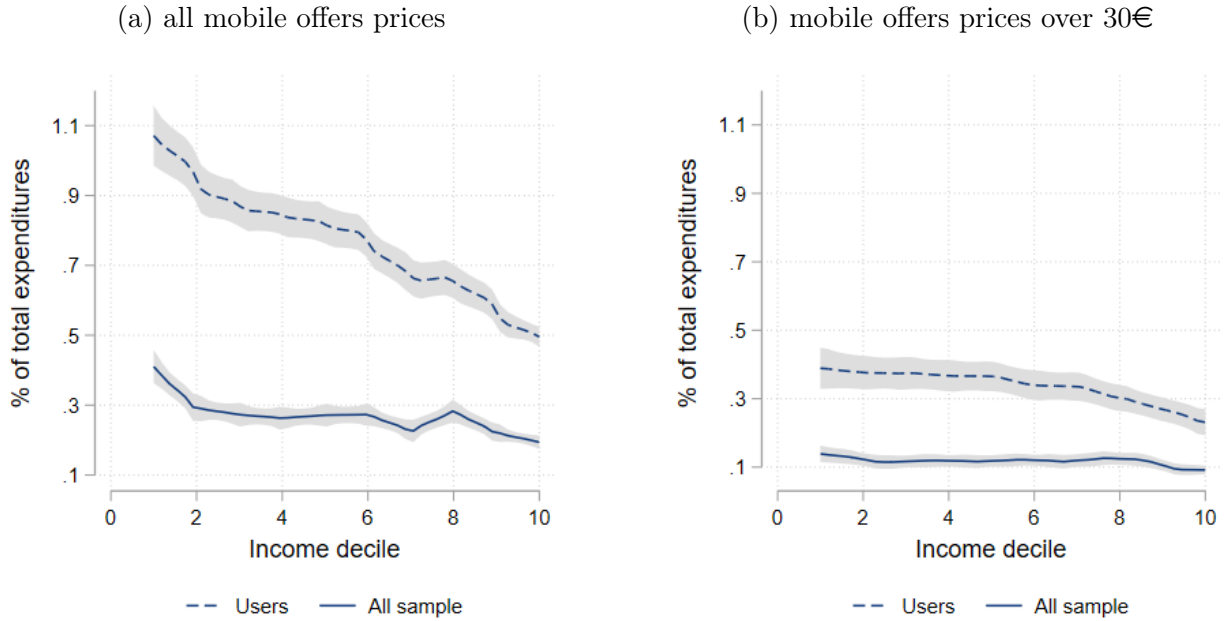 (a) all mobile offers prices
% of total expenditures
1.1
.9
.7
.5
.3
.1
0 2 4 6 8 10
Income decile
Users All sample
(b) mobile offers prices over 30€
% of total expenditures
1.1
.9
.7
.5
.3
.1
0 2 4 6 8 10
Income decile
Users All sample